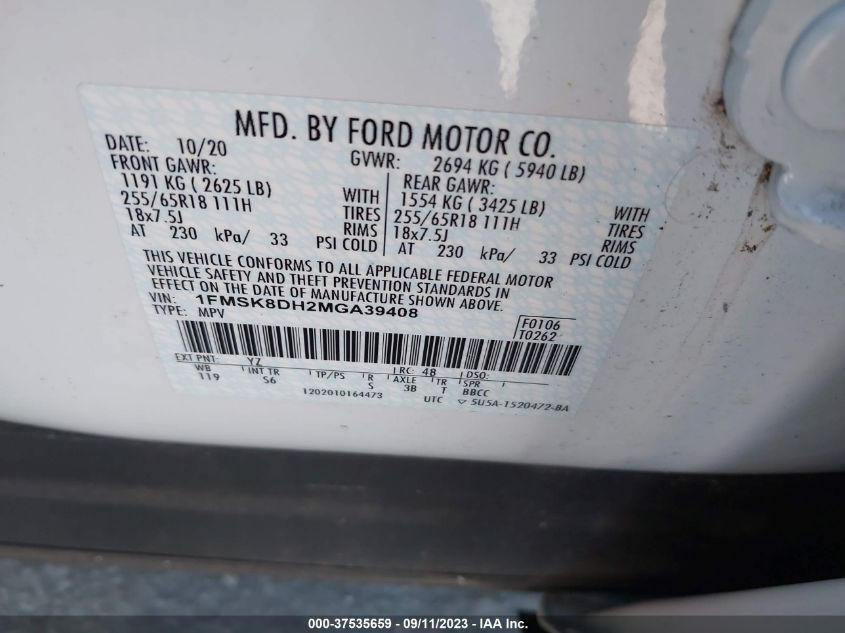 MFD. BY FORD MOTOR CO.
DATE: 10/20 GVWR: 2694 KG ( 5940 LB)
FRONT GAWR: REAR GAWR:
1191 KG ( 2625 LB) WITH 1554 KG ( 3425 LB) WITH
255/65R18 111H TIRES 255/65R18 111H TIRES
18x7.5J RIMS 18x7.5J RIMS
AT 230 kPa/ 33 PSI COLD AT 230 kPa/ 33 PSI COLD
THIS VEHICLE CONFORMS TO ALL APPLICABLE FEDERAL MOTOR
VEHICLE SAFETY AND THEFT PREVENTION STANDARDS IN
EFFECT ON THE DATE OF MANUFACTURE SHOWN ABOVE.
VIN: 1FMSK8DH2MGA39408
TYPE: MPV
F0106
T0262
EXT PNT: YZ RC: 48 DSO:
WB INT TR TP/PS R AXLE TR SPR
119 S6 S 3B T BBCC
1202010164473 UTC ▽ 5U5A-1520472-BA
000-37535659 - 09/11/2023 - IAA Inc.